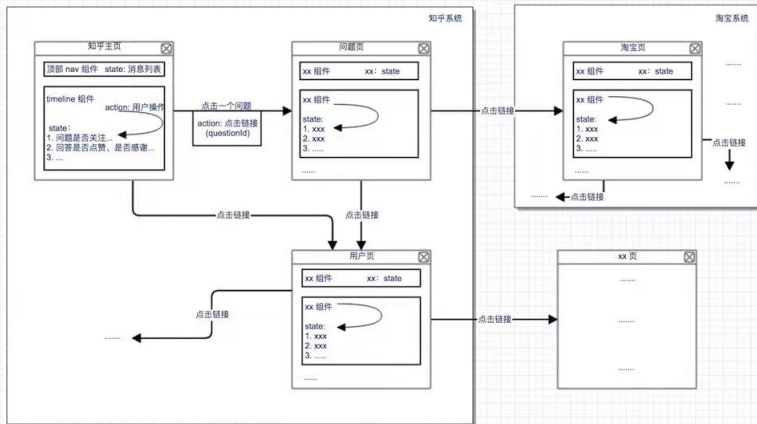 知乎系统
淘宝系统
知乎主页
顶部 nav 组件 state: 消息列表
timeline 组件
action: 用户操作
state:
1. 问题是否关注...
2. 回答是否点赞、是否感谢...
3. ...
点击一个问题
action: 点击链接
(questionId)
问题页
xx 组件 xx: state
xx 组件
state:
1. xxx
2. xxx
3. .....
......
点击链接
淘宝页
xx 组件 xx: state
xx 组件
state:
1. xxx
2. xxx
3. .....
.......
.......
点击链接
.......
点击链接
.......
点击链接
点击链接
用户页
xx 组件 xx: state
xx 组件
state:
1. xxx
2. xxx
3. .....
......
点击链接
.......
点击链接
xx 页
.......
.......
.......